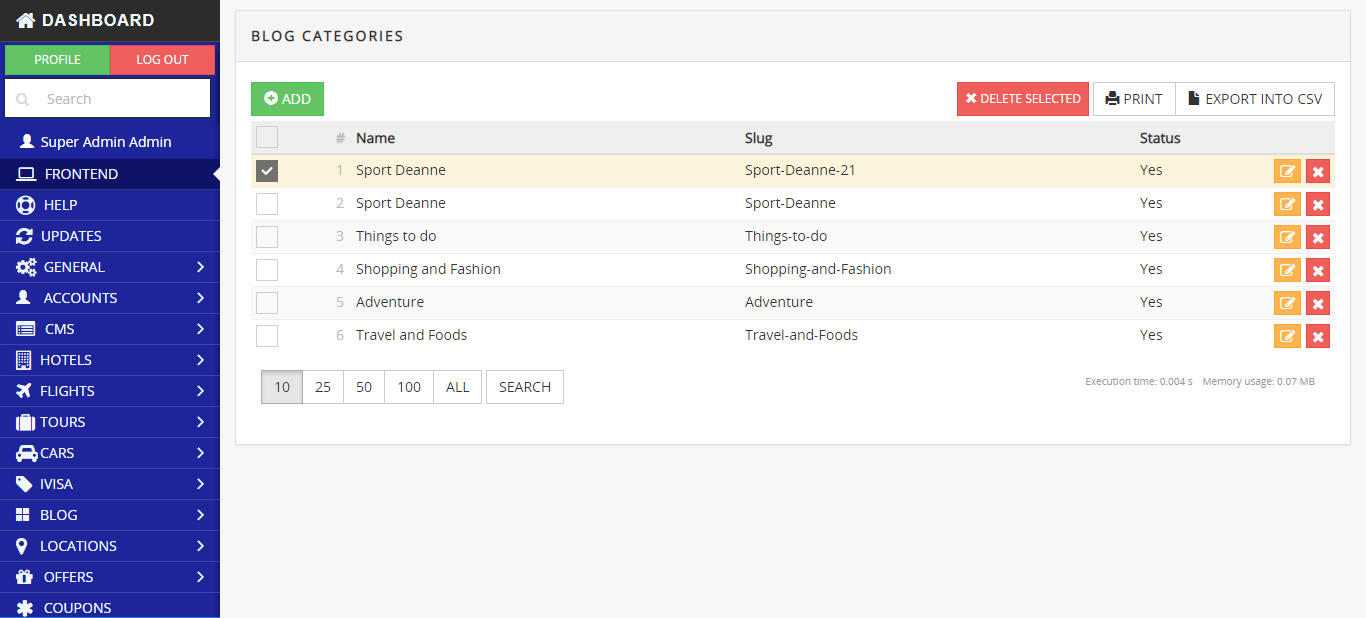 DASHBOARD
PROFILE LOG OUT
Search
Super Admin Admin
FRONTEND
HELP
UPDATES
GENERAL
ACCOUNTS
CMS
HOTELS
FLIGHTS
TOURS
CARS
IVISA
BLOG
LOCATIONS
OFFERS
COUPONS
BLOG CATEGORIES
ADD DELETE SELECTED PRINT EXPORT INTO CSV
# Name Slug Status
1 Sport Deanne Sport-Deanne-21 Yes
2 Sport Deanne Sport-Deanne Yes
3 Things to do Things-to-do Yes
4 Shopping and Fashion Shopping-and-Fashion Yes
5 Adventure Adventure Yes
6 Travel and Foods Travel-and-Foods Yes
10 25 50 100 ALL SEARCH Execution time: 0.004 s Memory usage: 0.07 MB